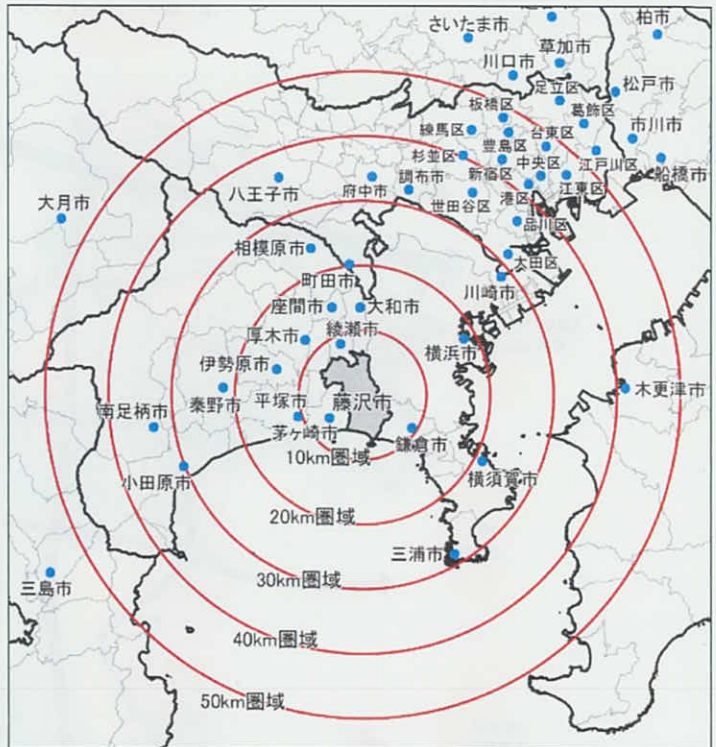 さいたま市
柏市
川口市
草加市
足立区
松戸市
板橋区
葛飾区
練馬区
台東区
市川市
豊島区
杉並区
中央区
江戸川区
船橋市
新宿区
調布市
府中市
八王子市
港区
江東区
世田谷区
大月市
品川区
相模原市
太田区
町田市
川崎市
座間市
大和市
綾瀬市
厚木市
横浜市
伊勢原市
木更津市
秦野市
平塚市
藤沢市
南足柄市
茅ヶ崎市
鎌倉市
10km圏域
小田原市
横須賀市
20km圏域
三浦市
30km圏域
三島市
40km圏域
50km圏域